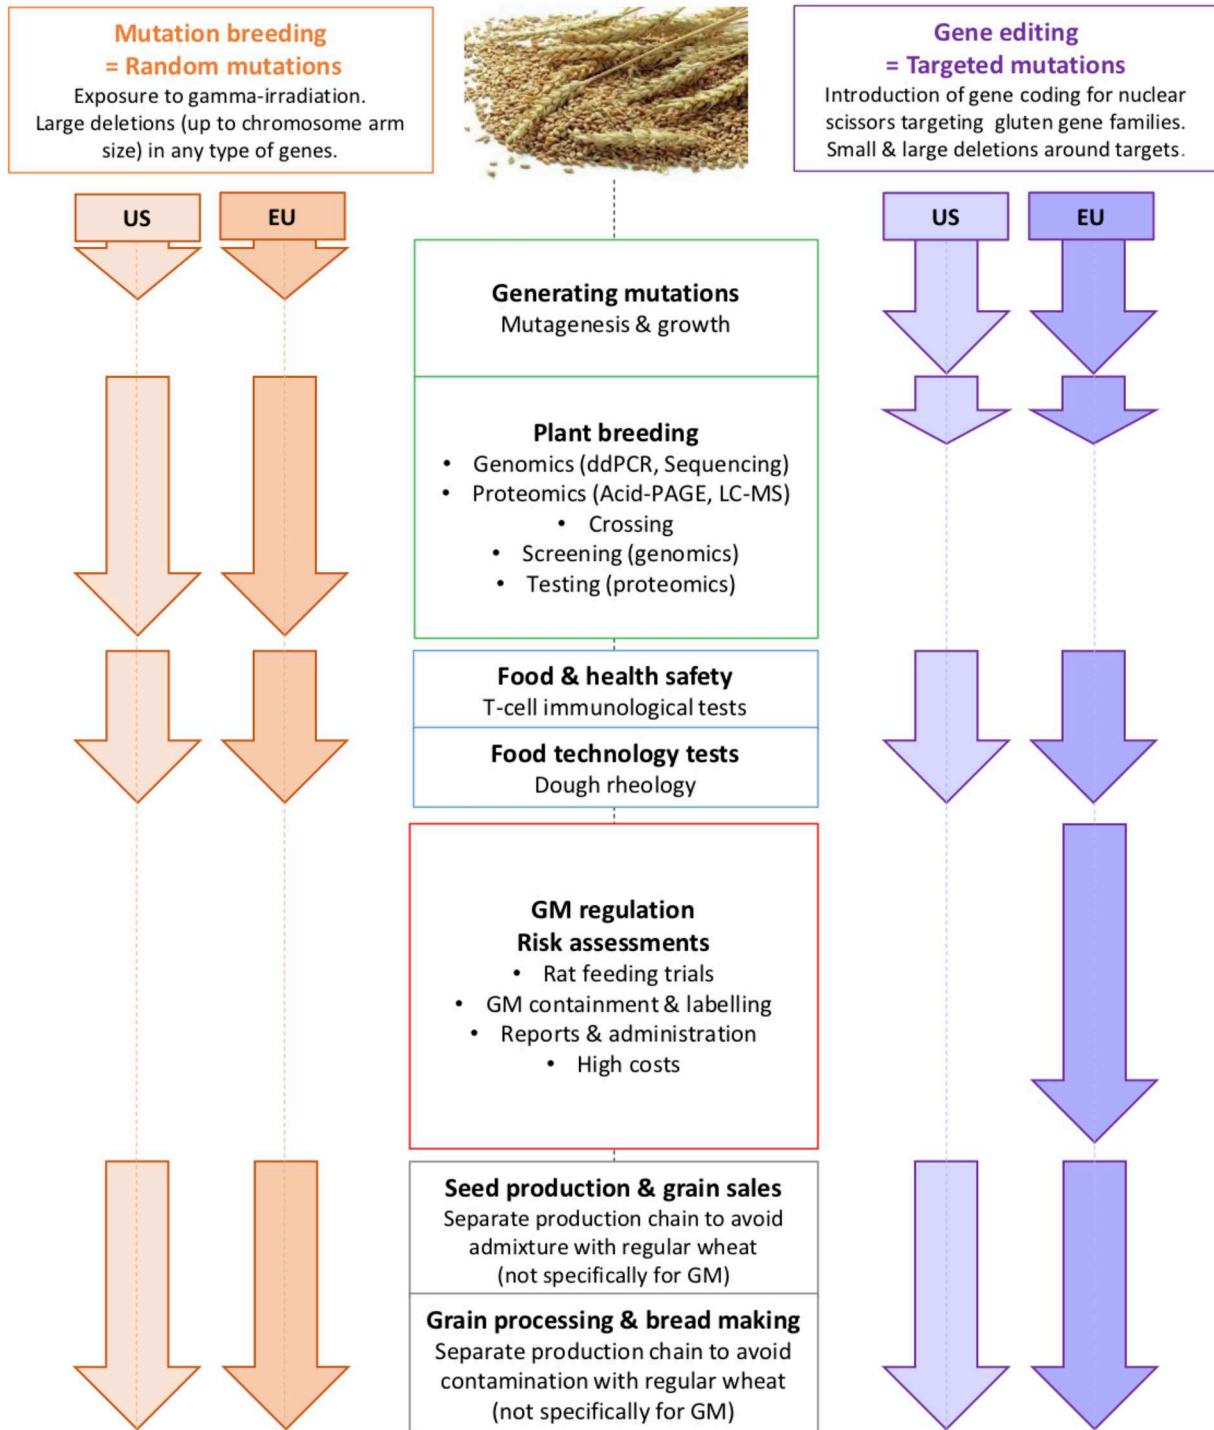 Mutation breeding
= Random mutations
Exposure to gamma-irradiation.
Large deletions (up to chromosome arm
size) in any type of genes.
Gene editing
= Targeted mutations
Introduction of gene coding for nuclear
scissors targeting gluten gene families.
Small & large deletions around targets.
US
EU
US
EU
Generating mutations
Mutagenesis & growth
Plant breeding
• Genomics (ddPCR, Sequencing)
• Proteomics (Acid-PAGE, LC-MS)
• Crossing
• Screening (genomics)
• Testing (proteomics)
Food & health safety
T-cell immunological tests
Food technology tests
Dough rheology
GM regulation
Risk assessments
• Rat feeding trials
• GM containment & labelling
• Reports & administration
• High costs
Seed production & grain sales
Separate production chain to avoid
admixture with regular wheat
(not specifically for GM)
Grain processing & bread making
Separate production chain to avoid
contamination with regular wheat
(not specifically for GM)